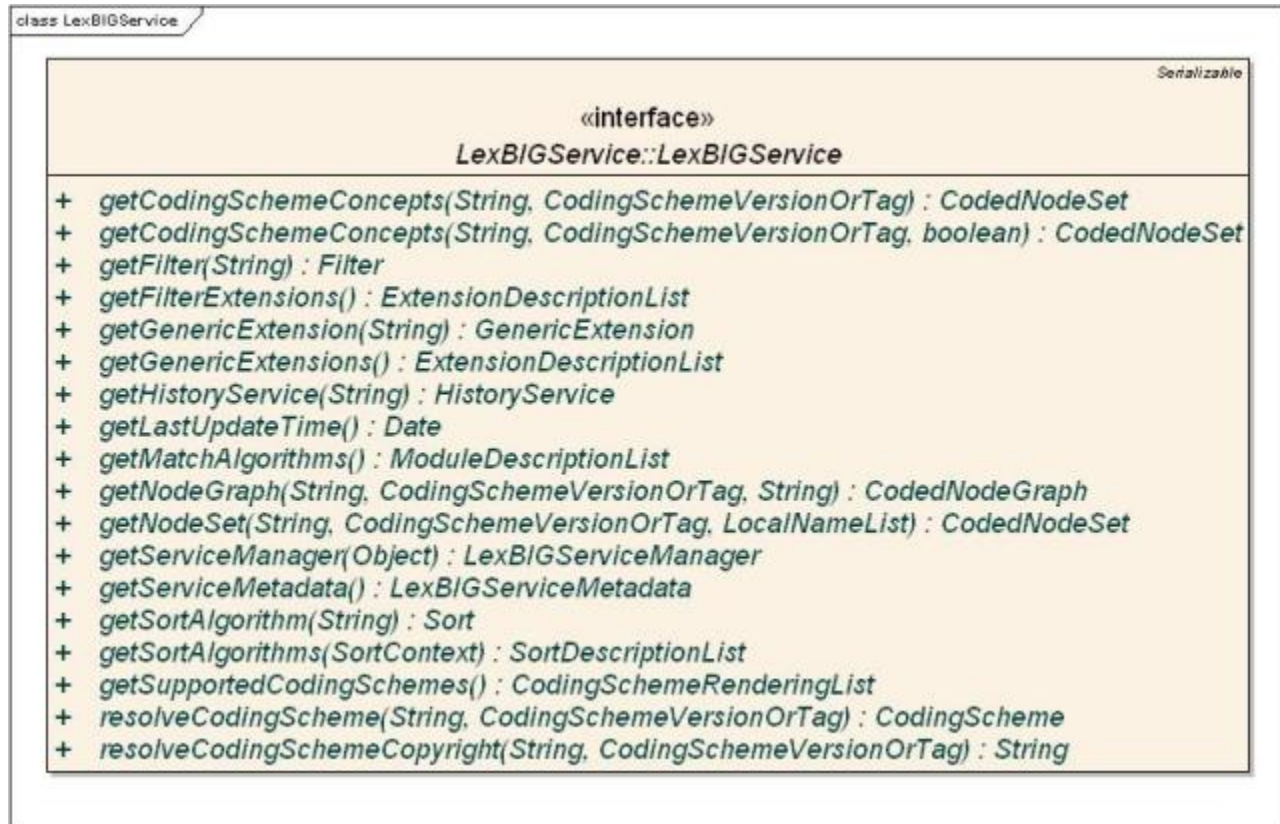 class LexBIGService
Serializable
«interface»
LexBIGService::LexBIGService
+ getCodingSchemeConcepts(String, CodingSchemeVersionOrTag) : CodedNodeSet
+ getCodingSchemeConcepts(String, CodingSchemeVersionOrTag, boolean) : CodedNodeSet
+ getFilter(String) : Filter
+ getFilterExtensions() : ExtensionDescriptionList
+ getGenericExtension(String) : GenericExtension
+ getGenericExtensions() : ExtensionDescriptionList
+ getHistoryService(String) : HistoryService
+ getLastUpdateTime() : Date
+ getMatchAlgorithms() : ModuleDescriptionList
+ getNodeGraph(String, CodingSchemeVersionOrTag, String) : CodedNodeGraph
+ getNodeSet(String, CodingSchemeVersionOrTag, LocalNameList) : CodedNodeSet
+ getServiceManager(Object) : LexBIGServiceManager
+ getServiceMetadata() : LexBIGServiceMetadata
+ getSortAlgorithm(String) : Sort
+ getSortAlgorithms(SortContext) : SortDescriptionList
+ getSupportedCodingSchemes() : CodingSchemeRenderingList
+ resolveCodingScheme(String, CodingSchemeVersionOrTag) : CodingScheme
+ resolveCodingSchemeCopyright(String, CodingSchemeVersionOrTag) : String